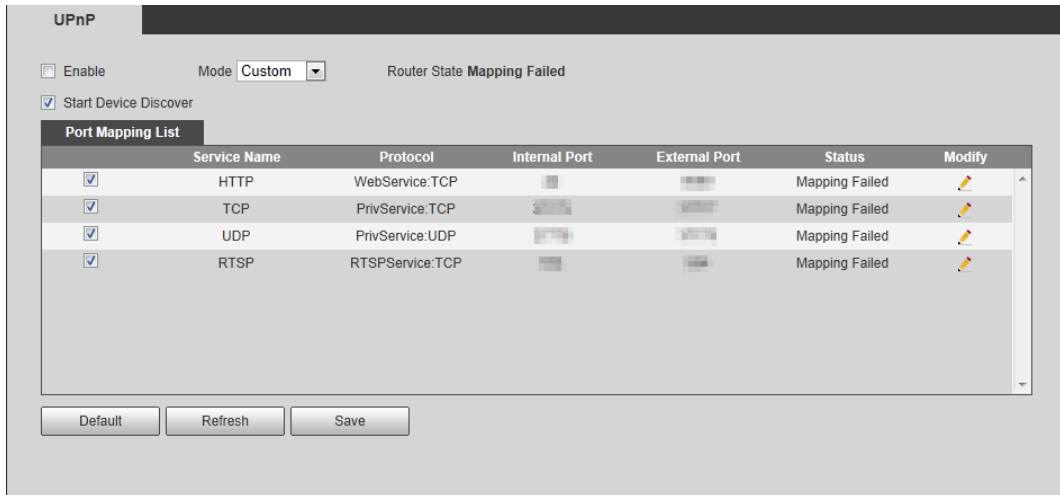 UPnP
Enable Mode Custom Router State Mapping Failed
Start Device Discover
Port Mapping List
Service Name Protocol Internal Port External Port Status Modify
HTTP WebService:TCP Mapping Failed
TCP PrivService:TCP Mapping Failed
UDP PrivService:UDP Mapping Failed
RTSP RTSPService:TCP Mapping Failed
Default Refresh Save